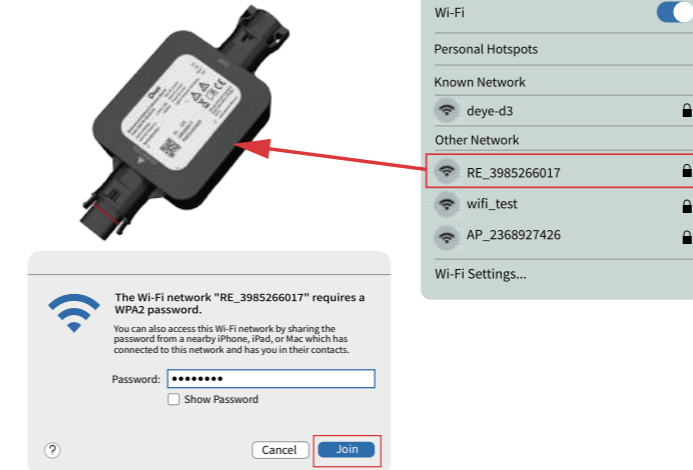 Deye
Wi-Fi
Personal Hotspots
Known Network
deye-d3
Other Network
RE_3985266017
wifi_test
AP_2368927426
Wi-Fi Settings...
The Wi-Fi network "RE_3985266017" requires a
WPA2 password.
You can also access this Wi-Fi network by sharing the
password from a nearby iPhone, iPad, or Mac which has
connected to this network and has you in their contacts.
Password: ••••••••
Show Password
?
Cancel
Join